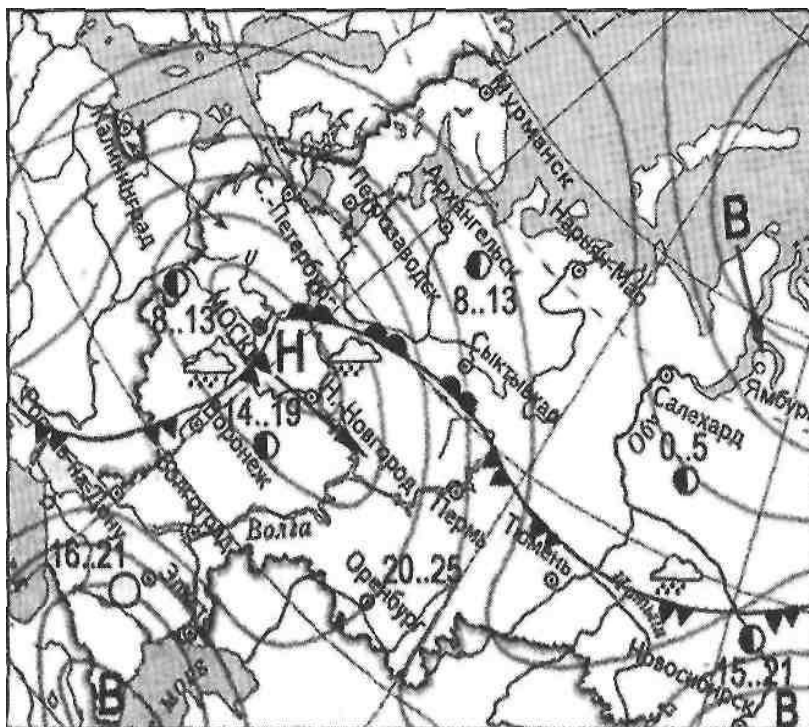 Мурманск
Калининград
С.-Петербург
Петрозаводск
Архангельск
Нарьян-Мар
В
8..13
8..13
МОСКВА
Н
Сыктывкар
Ямбург
Салехард
Обь
0..5
14..19
Н. Новгород
Воронеж
Ростов-на-Дону
Волгоград
Волга
Пермь
Тюмень
16..21
Оренбург
20..25
Иртыш
Новосибирск
15..21
В
море
В